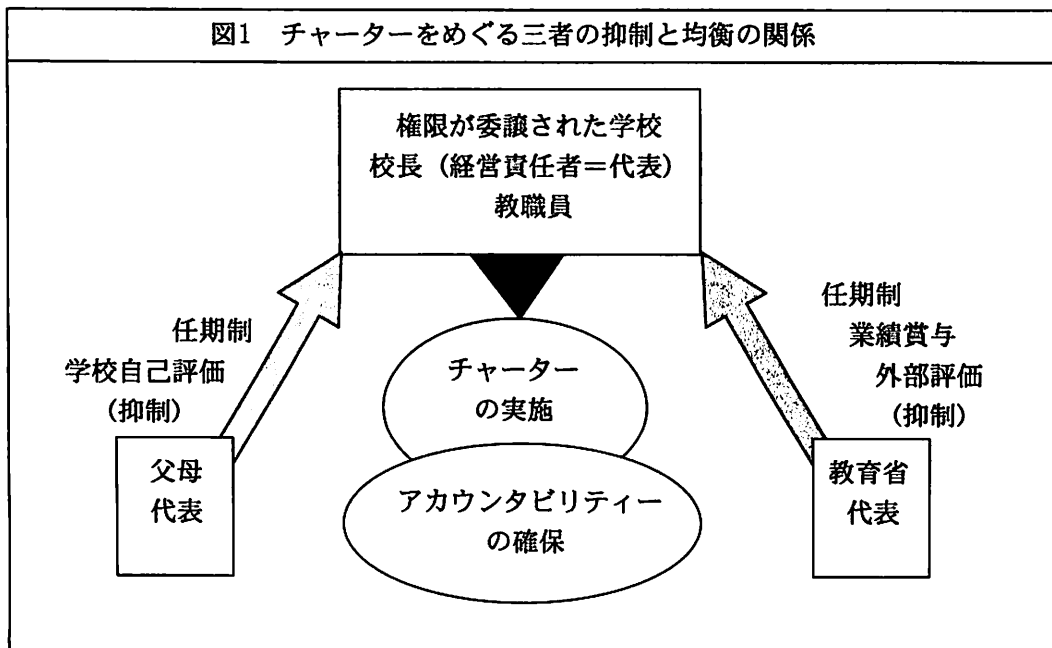 図1 チャーターをめぐる三者の抑制と均衡の関係
権限が委譲された学校
校長(経営責任者=代表)
教職員
任期制
学校自己評価
(抑制)
父母
代表
チャーター
の実施
アカウンタビリティー
の確保
任期制
業績賞与
外部評価
(抑制)
教育省
代表